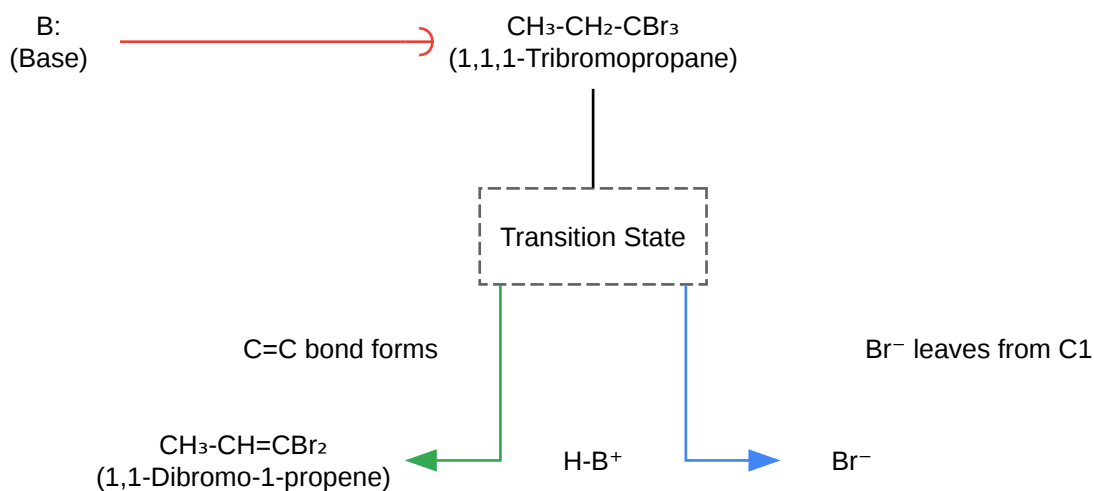 B:
(Base)
CH₃-CH₂-CBr₃
(1,1,1-Tribromopropane)
Transition State
C=C bond forms
Br⁻ leaves from C1
CH₃-CH=CBr₂
(1,1-Dibromo-1-propene)
H-B⁺
Br⁻